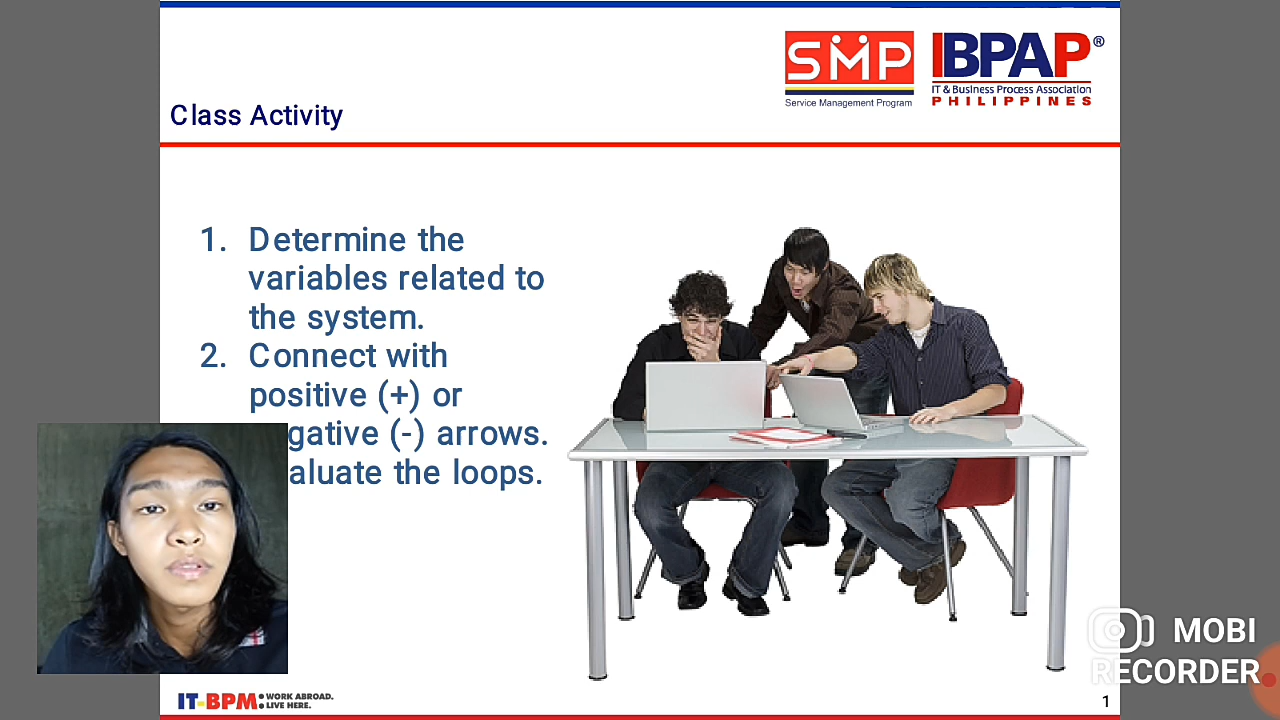 SMP
Service Management Program
IBPAP®
IT & Business Process Association
PHILIPPINES
Class Activity
1. Determine the
variables related to
the system.
2. Connect with
positive (+) or
gative (-) arrows.
aluate the loops.
IT-BPM: WORK ABROAD.
LIVE HERE.
1
MOBI
RECORDER